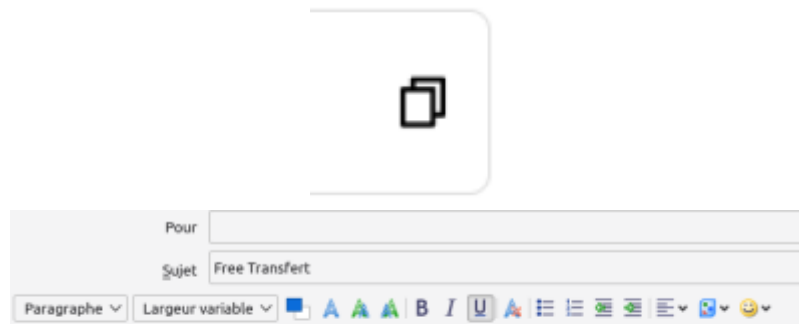 Pour
Sujet Free Transfert
Paragraphe Largeur variable A A A B I U A